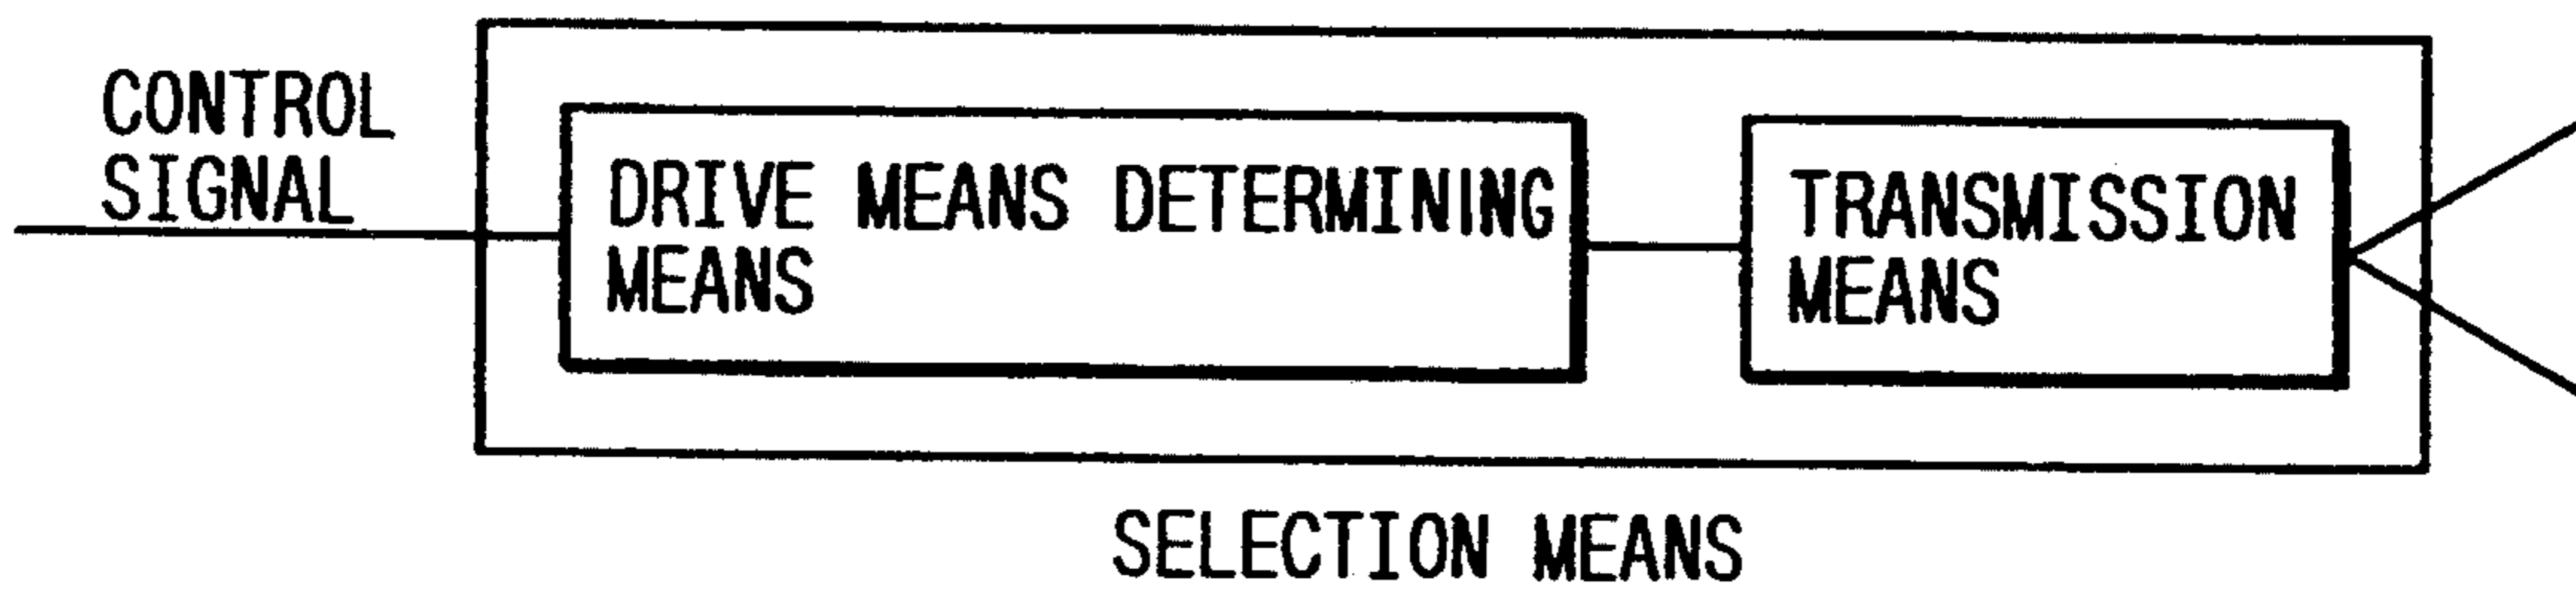 CONTROL
SIGNAL
DRIVE MEANS DETERMINING
MEANS
TRANSMISSION
MEANS
SELECTION MEANS